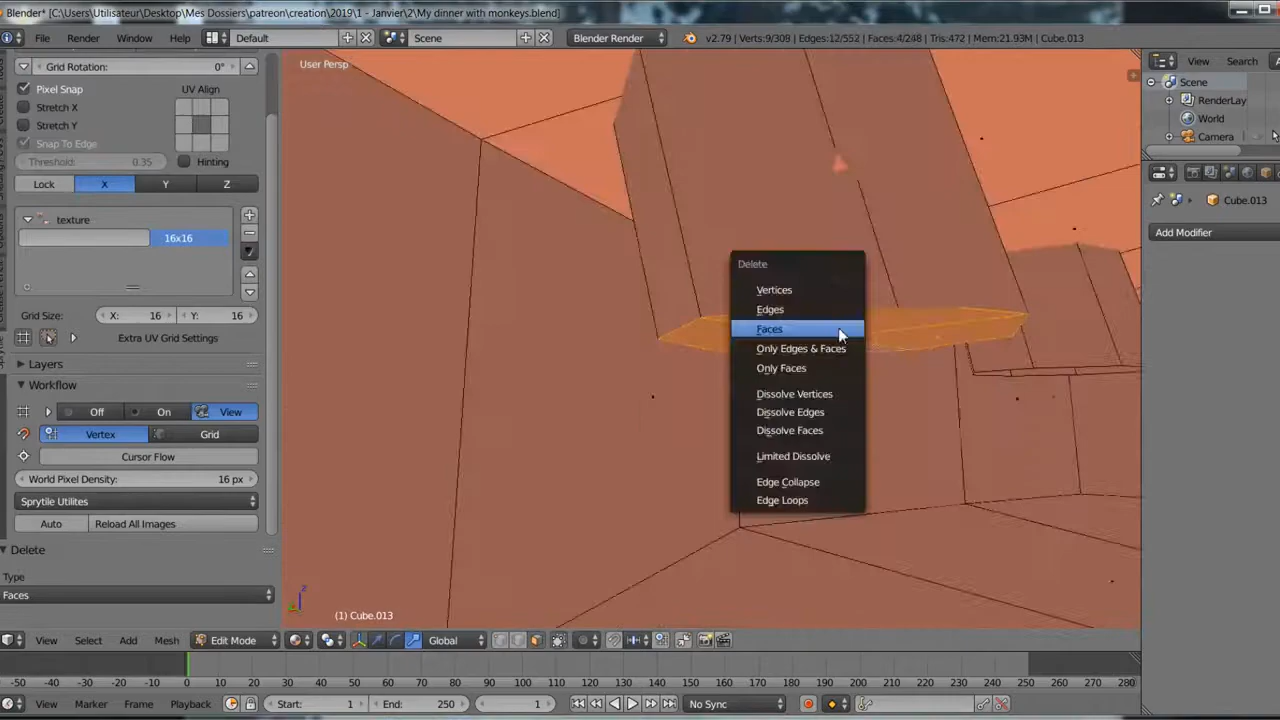 Blender* [C:\Users\Utilisateur\Desktop\Mes Dossiers\patreon\creation\2019\1 - Janvier\2\My dinner with monkeys.blend]
File Render Window Help Default Scene Blender Render v2.79 | Verts:9/309 | Edges:12/552 | Faces:4/248 | Tris:472 | Mem:21.93M | Cube.013
View Search
Grid Rotation: 0°
User Persp
Scene
Pixel Snap UV Align
RenderLay
Stretch X
World
Stretch Y
Camera
Snap To Edge
Threshold: 0.35 Hinting
Lock X Y Z
Cube.013
texture
Add Modifier
16x16
Delete
Vertices
Edges
Faces
Only Edges & Faces
Only Faces
Dissolve Vertices
Dissolve Edges
Dissolve Faces
Limited Dissolve
Edge Collapse
Edge Loops
Grid Size: X: 16 Y: 16
Extra UV Grid Settings
Layers
Workflow
Off On View
Vertex Grid
Cursor Flow
World Pixel Density: 16 px
Sprytile Utilites
Auto Reload All Images
Delete
Type
Faces
(1) Cube.013
View Select Add Mesh Edit Mode Global
-50 -40 -30 -20 -10 0 10 20 30 40 50 60 70 80 90 100 110 120 130 140 150 160 170 180 190 200 210 220 230 240 250 260 270 280
View Marker Frame Playback Start: 1 End: 250 1 No Sync